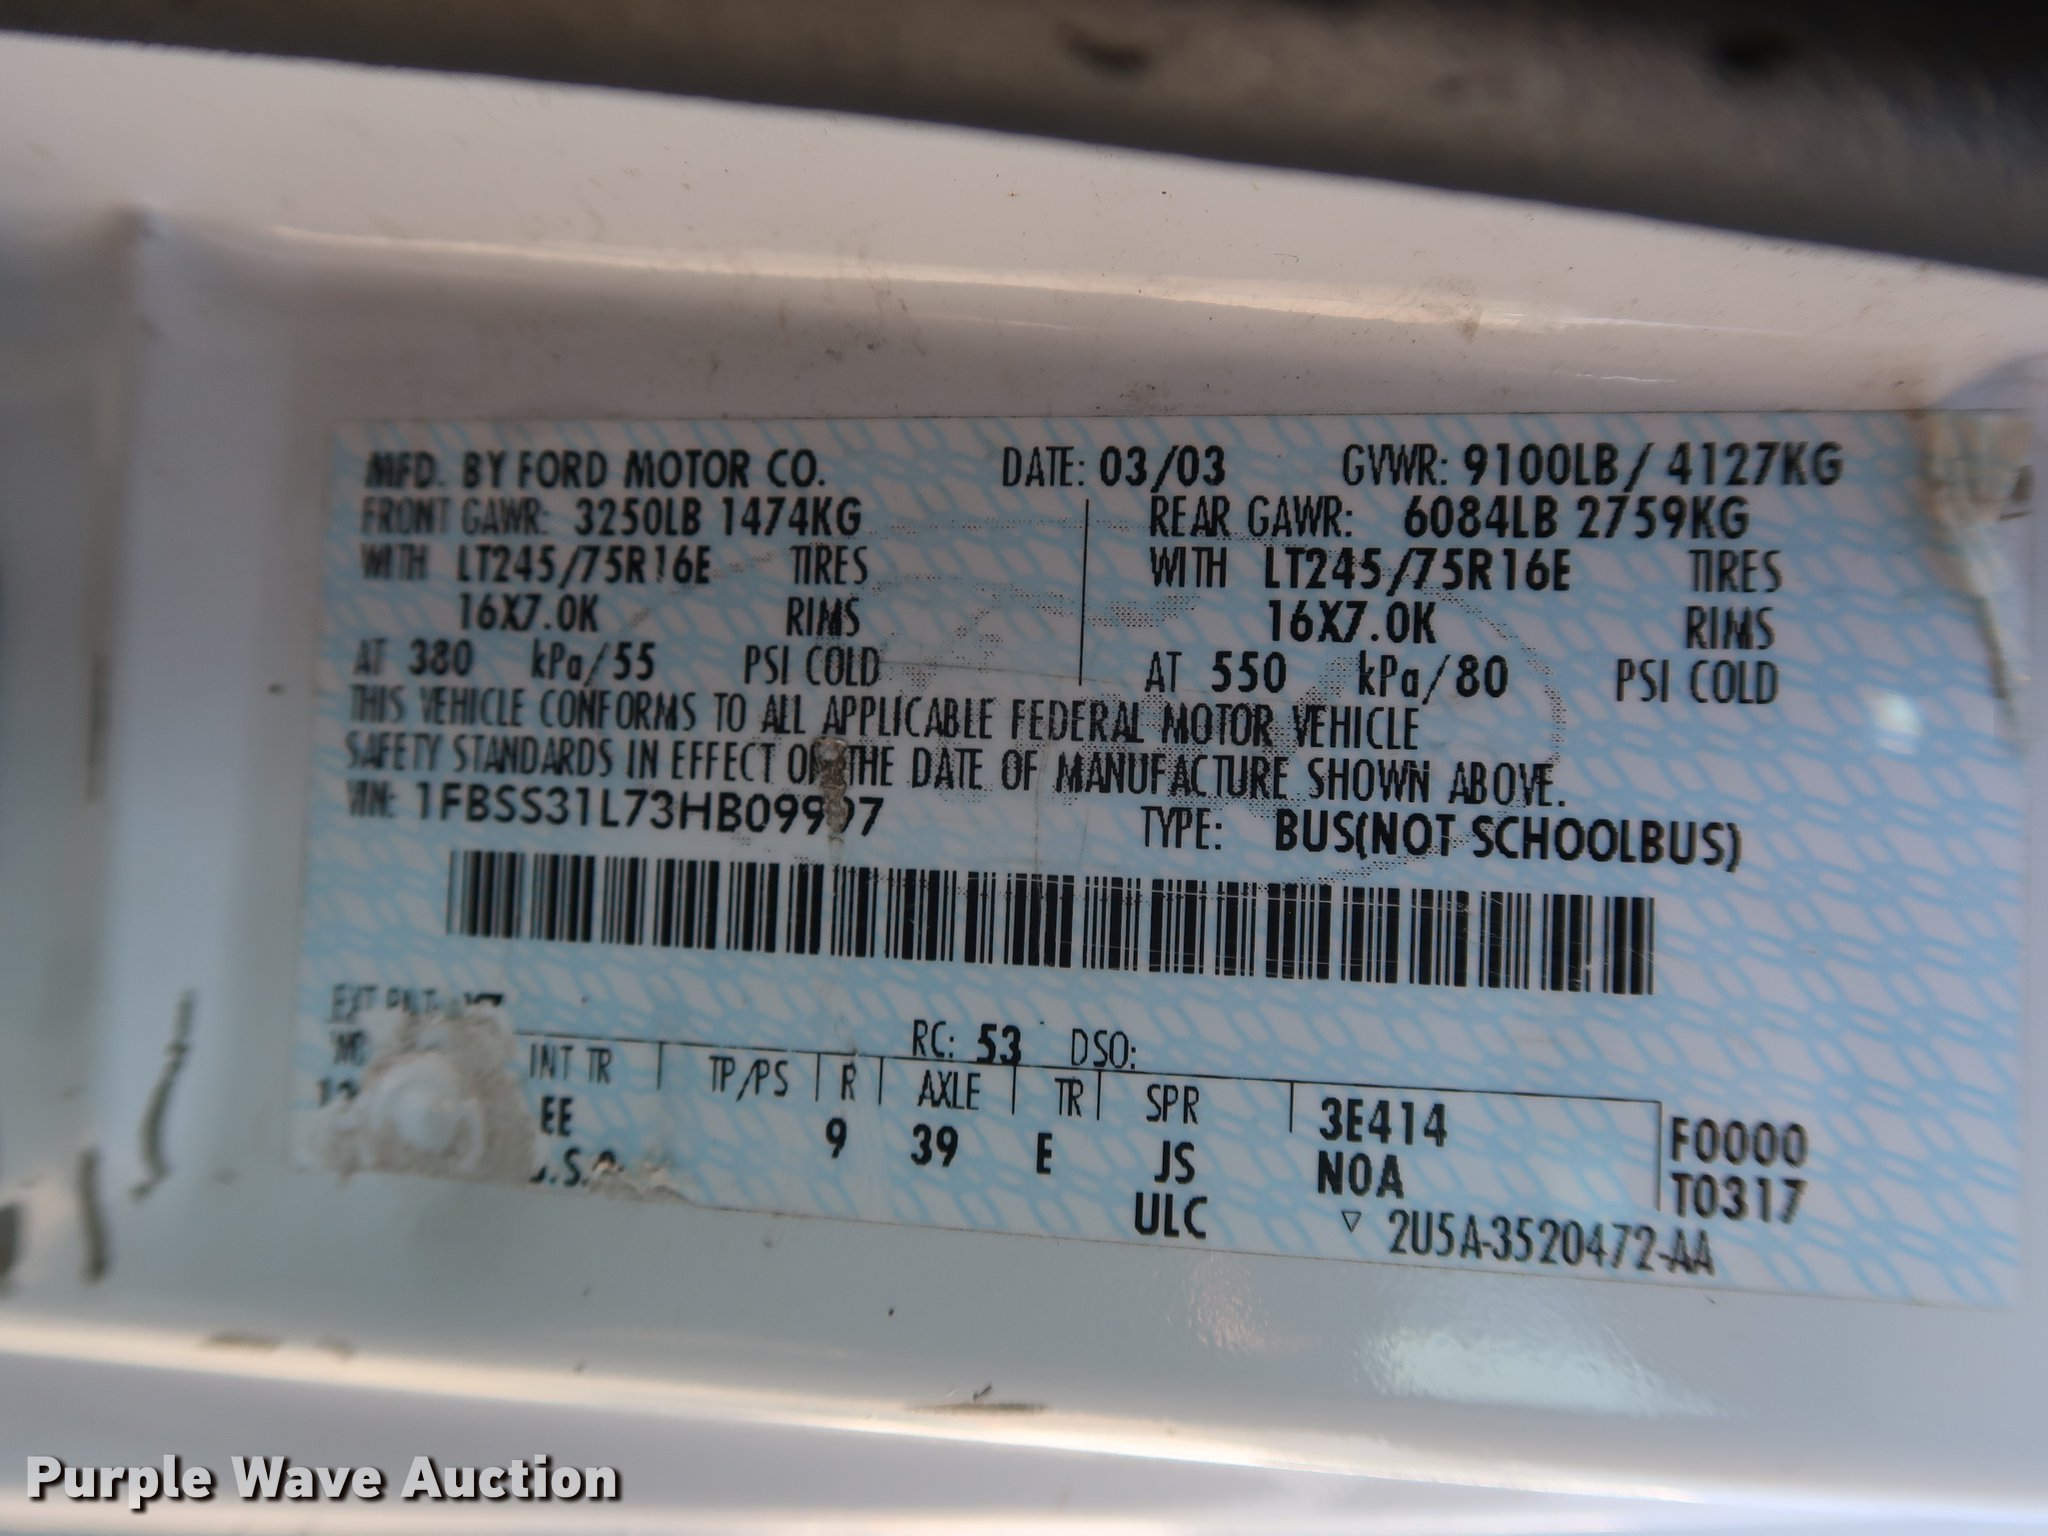 MFD. BY FORD MOTOR CO. DATE: 03/03 GVWR: 9100LB/ 4127KG
FRONT GAWR: 3250LB 1474KG REAR GAWR: 6084LB 2759KG
WITH LT245/75R16E TIRES WITH LT245/75R16E TIRES
16X7.0K RIMS 16X7.0K RIMS
AT 380 kPa/55 PSI COLD AT 550 kPa/80 PSI COLD
THIS VEHICLE CONFORMS TO ALL APPLICABLE FEDERAL MOTOR VEHICLE
SAFETY STANDARDS IN EFFECT ON THE DATE OF MANUFACTURE SHOWN ABOVE.
VIN: 1FBSS31L73HB09997 TYPE: BUS(NOT SCHOOLBUS)
RC: 53 DSO:
INT TR TP/PS R AXLE TR SPR
EE 9 39 E JS 3E414 F0000
ULC N0A T0317
▽ 2U5A-3520472-AA
Purple Wave Auction